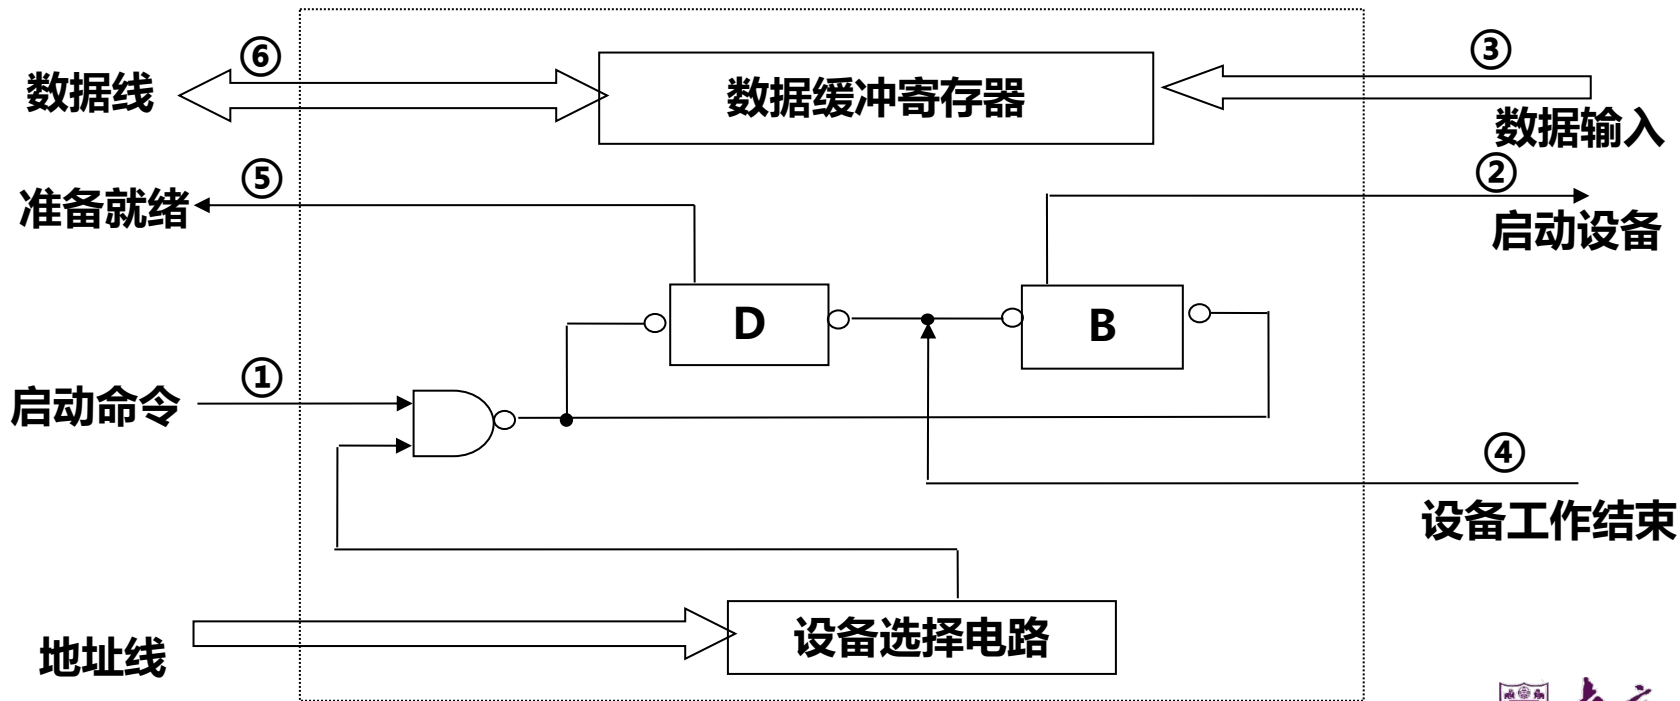 ⑥
③
数据线
数据缓冲寄存器
数据输入
⑤
②
准备就绪
启动设备
D
B
①
启动命令
④
设备工作结束
设备选择电路
地址线